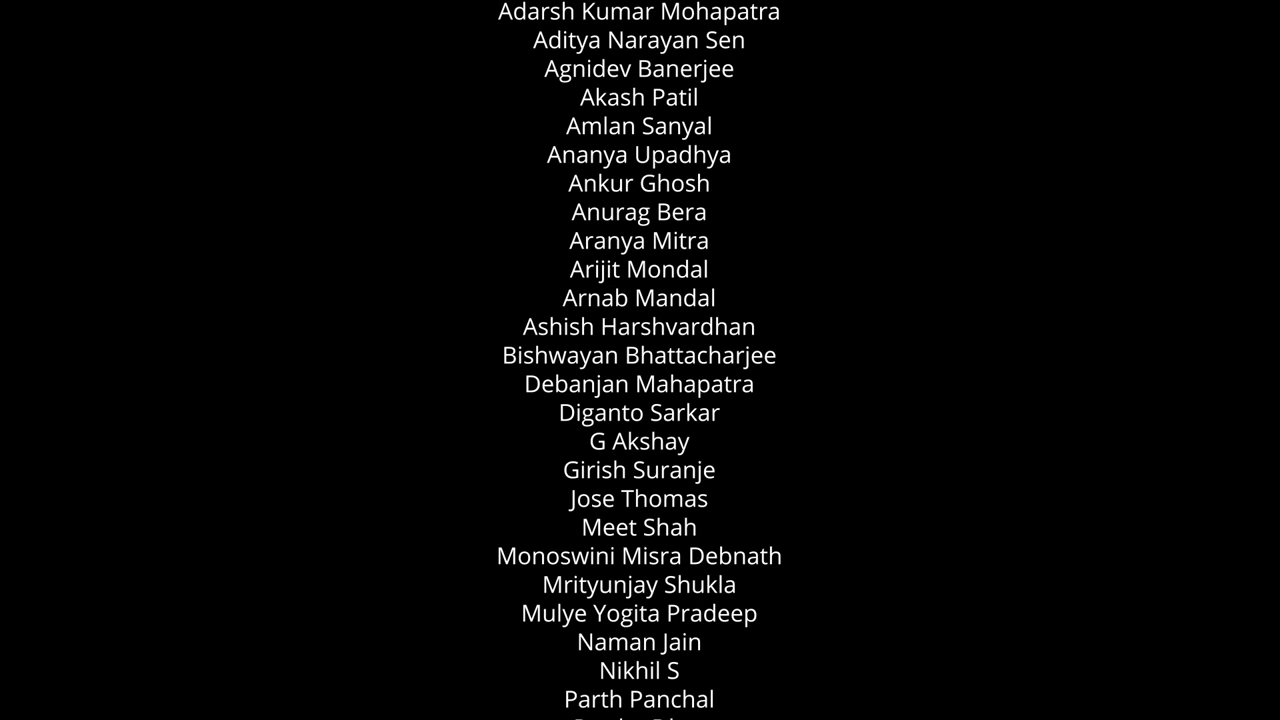 Adarsh Kumar Mohapatra
Aditya Narayan Sen
Agnidev Banerjee
Akash Patil
Amlan Sanyal
Ananya Upadhya
Ankur Ghosh
Anurag Bera
Aranya Mitra
Arijit Mondal
Arnab Mandal
Ashish Harshvardhan
Bishwayan Bhattacharjee
Debanjan Mahapatra
Diganto Sarkar
G Akshay
Girish Suranje
Jose Thomas
Meet Shah
Monoswini Misra Debnath
Mrityunjay Shukla
Mulye Yogita Pradeep
Naman Jain
Nikhil S
Parth Panchal